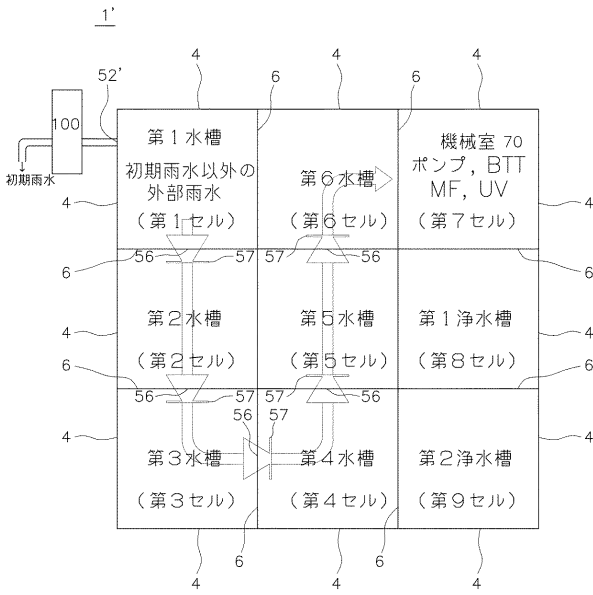 1'
4
4
4
52'
6
6
100
第1水槽
初期雨水以外の
外部雨水
(第1セル)
第6水槽
(第6セル)
機械室 70
ポンプ, BTT
MF, UV
(第7セル)
初期雨水
4
4
56
57
57
56
6
6
第2水槽
(第2セル)
第5水槽
(第5セル)
第1浄水槽
(第8セル)
4
4
6
6
56
57
57
56
56
57
4
4
第3水槽
(第3セル)
第4水槽
(第4セル)
第2浄水槽
(第9セル)
6
6
4
4
4